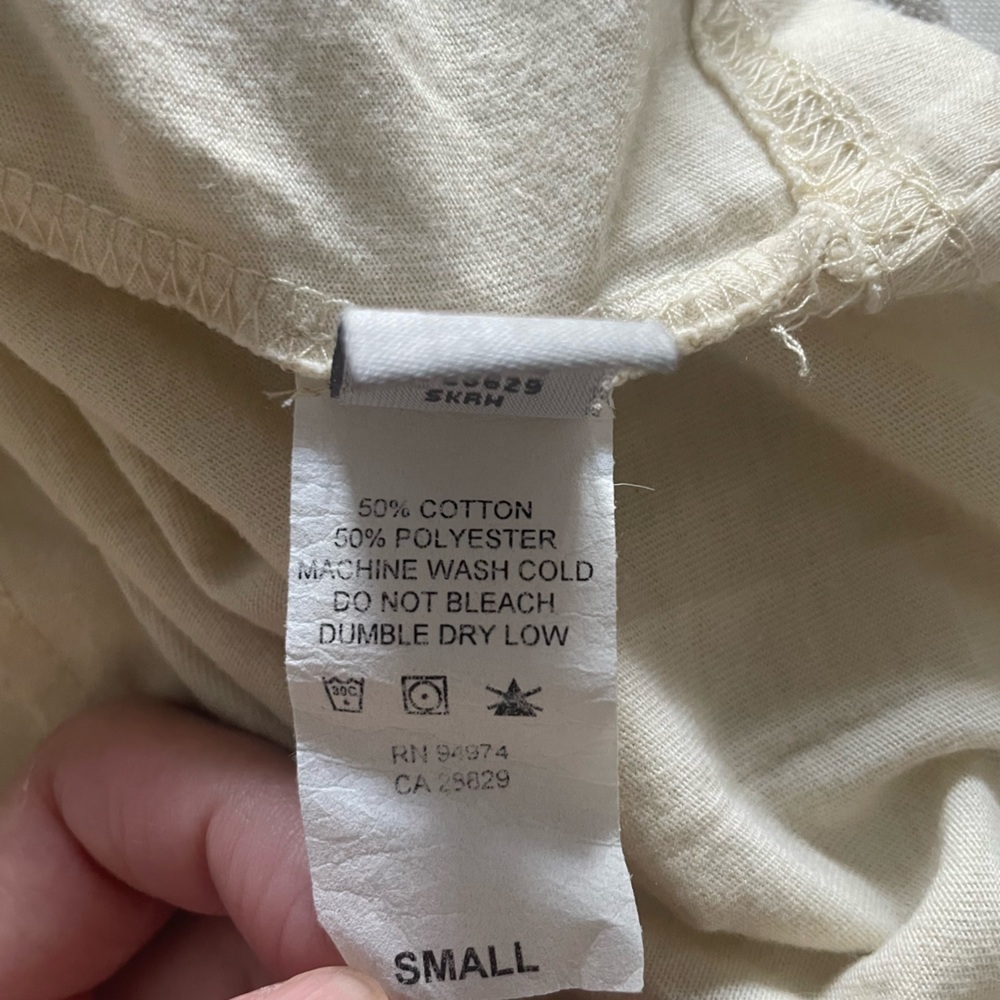 SKRH
50% COTTON
50% POLYESTER
MACHINE WASH COLD
DO NOT BLEACH
DUMBLE DRY LOW
30C
RN 94974
CA 28829
SMALL